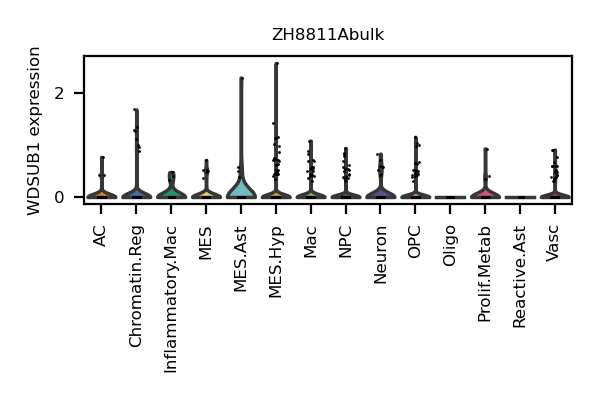 ZH8811Abulk
WDSUB1 expression
2
0
AC
Chromatin.Reg
Inflammatory.Mac
MES
MES.Ast
MES.Hyp
Mac
NPC
Neuron
OPC
Oligo
Prolif.Metab
Reactive.Ast
Vasc